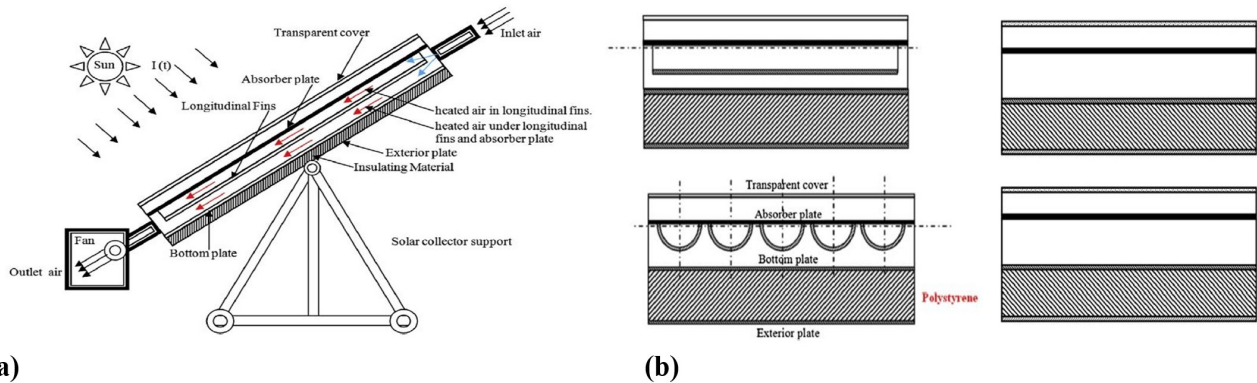 Transparent cover
Inlet air
Sun
I (t)
Absorber plate
Longitudinal Fins
heated air in longitudinal fins.
heated air under longitudinal
fins and absorber plate
Exterior plate
Insulating Material
Fan
Bottom plate
Solar collector support
Outlet air
a)
Transparent cover
Absorber plate
Bottom plate
Polystyrene
Exterior plate
(b)